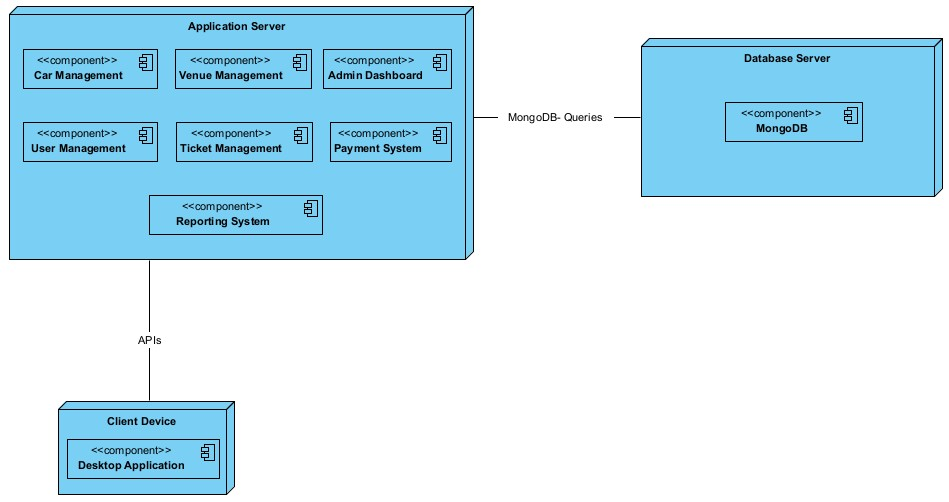 Application Server
<<component>>
Car Management
<<component>>
Venue Management
<<component>>
Admin Dashboard
<<component>>
User Management
<<component>>
Ticket Management
<<component>>
Payment System
<<component>>
Reporting System
MongoDB- Queries
Database Server
<<component>>
MongoDB
APIs
Client Device
<<component>>
Desktop Application